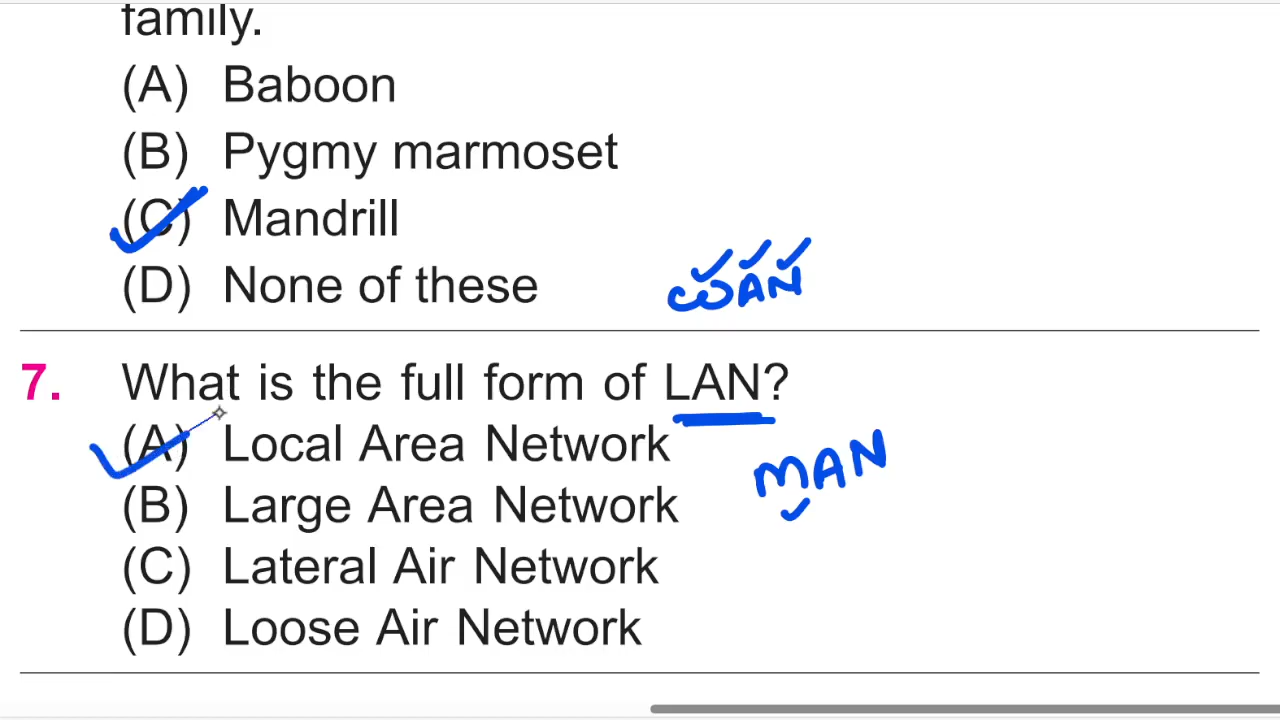 family.
(A) Baboon
(B) Pygmy marmoset
(C) Mandrill
(D) None of these
WAN
7. What is the full form of LAN?
(A) Local Area Network
MAN
(B) Large Area Network
(C) Lateral Air Network
(D) Loose Air Network